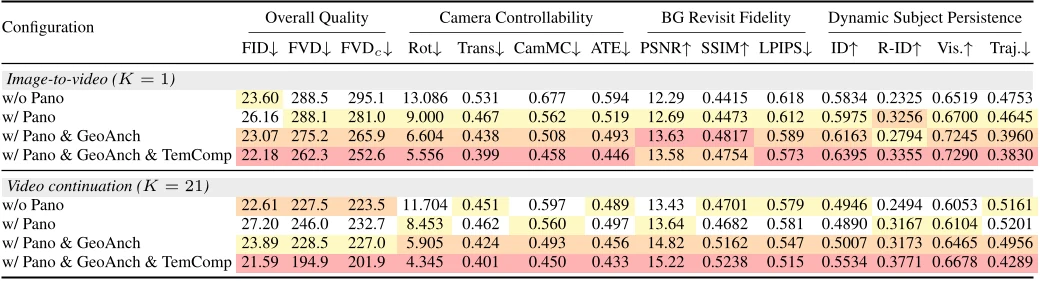 Configuration Overall Quality Camera Controllability BG Revisit Fidelity Dynamic Subject Persistence
FID↓ FVD↓ FVD_c↓ Rot↓ Trans↓ CamMC↓ ATE↓ PSNR↑ SSIM↑ LPIPS↓ ID↑ R-ID↑ Vis.↑ Traj.↓
Image-to-video (K = 1)
w/o Pano 23.60 288.5 295.1 13.086 0.531 0.677 0.594 12.29 0.4415 0.618 0.5834 0.2325 0.6519 0.4753
w/ Pano 26.16 288.1 281.0 9.000 0.467 0.562 0.519 12.69 0.4473 0.612 0.5975 0.3256 0.6700 0.4645
w/ Pano & GeoAnch 23.07 275.2 265.9 6.604 0.438 0.508 0.493 13.63 0.4817 0.589 0.6163 0.2794 0.7245 0.3960
w/ Pano & GeoAnch & TemComp 22.18 262.3 252.6 5.556 0.399 0.458 0.446 13.58 0.4754 0.573 0.6395 0.3355 0.7290 0.3830
Video continuation (K = 21)
w/o Pano 22.61 227.5 223.5 11.704 0.451 0.597 0.489 13.43 0.4701 0.579 0.4946 0.2494 0.6053 0.5161
w/ Pano 27.20 246.0 232.7 8.453 0.462 0.560 0.497 13.64 0.4682 0.581 0.4890 0.3167 0.6104 0.5201
w/ Pano & GeoAnch 23.89 228.5 227.0 5.905 0.424 0.493 0.456 14.82 0.5162 0.547 0.5007 0.3173 0.6465 0.4956
w/ Pano & GeoAnch & TemComp 21.59 194.9 201.9 4.345 0.401 0.450 0.433 15.22 0.5238 0.515 0.5534 0.3771 0.6678 0.4289